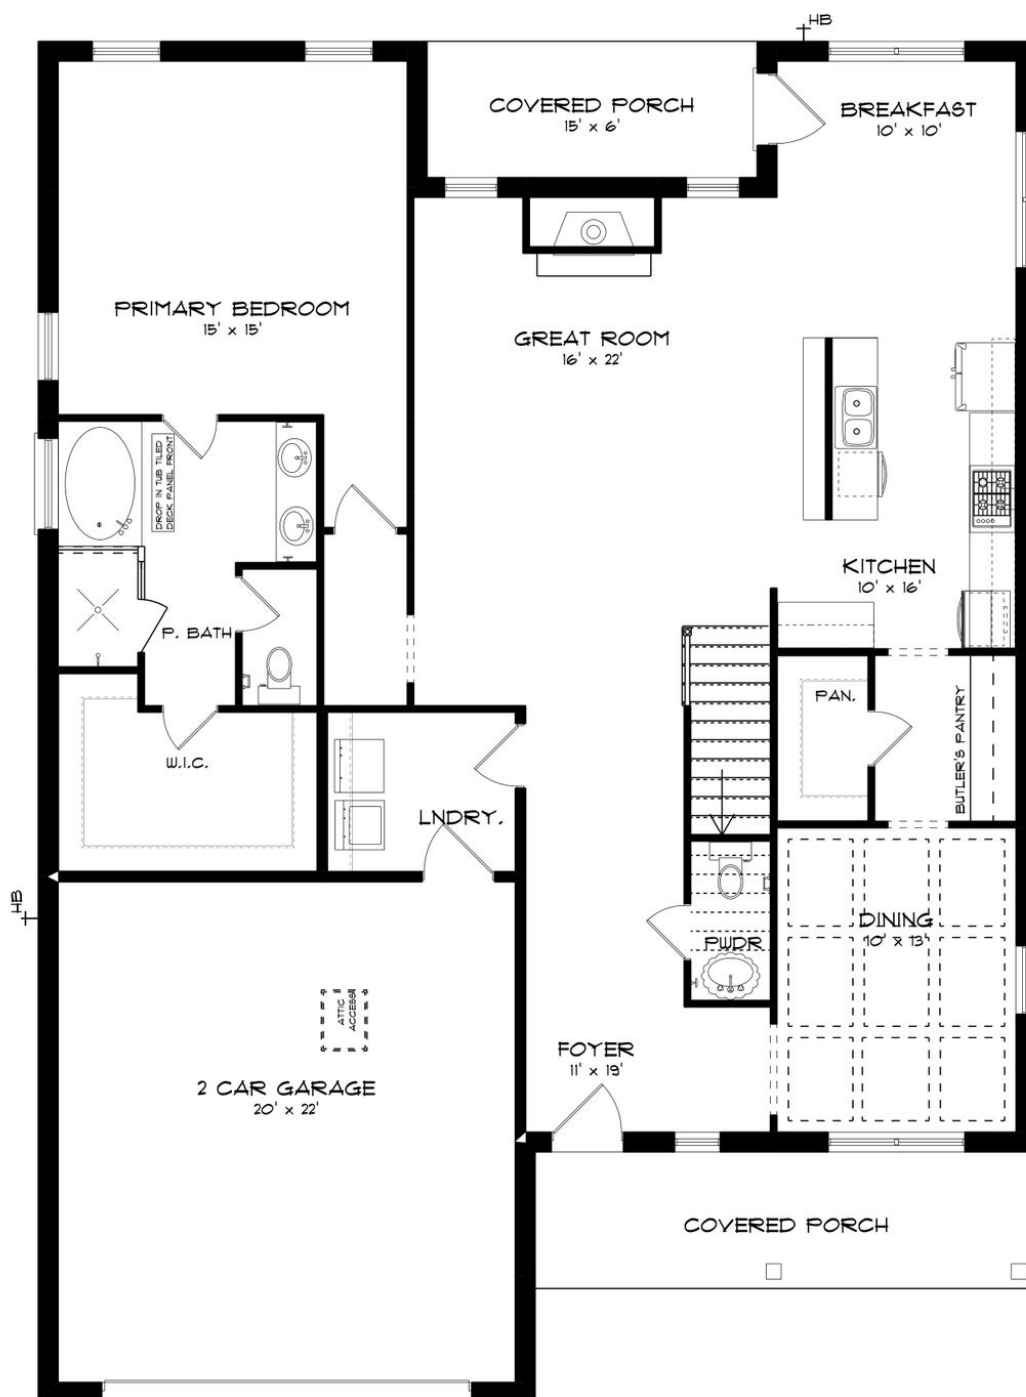 HB
COVERED PORCH
15' x 6'
BREAKFAST
10' x 10'
PRIMARY BEDROOM
15' x 15'
GREAT ROOM
16' x 22'
DROP IN TUB TILED
DECK PANEL FRONT
KITCHEN
10' x 16'
P. BATH
PAN.
BUTLER'S PANTRY
W.I.C.
LNDRY.
HB
DINING
10' x 13'
PWDR
ATTIC
ACCESS
FOYER
11' x 19'
2 CAR GARAGE
20' x 22'
COVERED PORCH